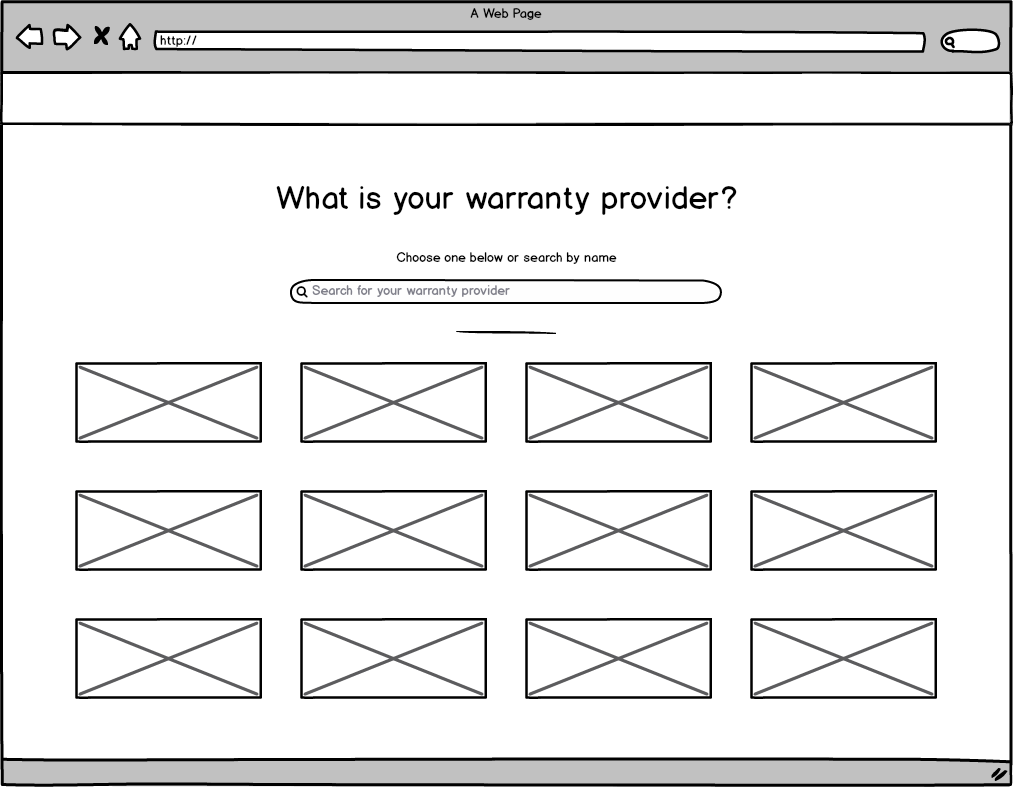 A Web Page
http://
What is your warranty provider?
Choose one below or search by name
Search for your warranty provider